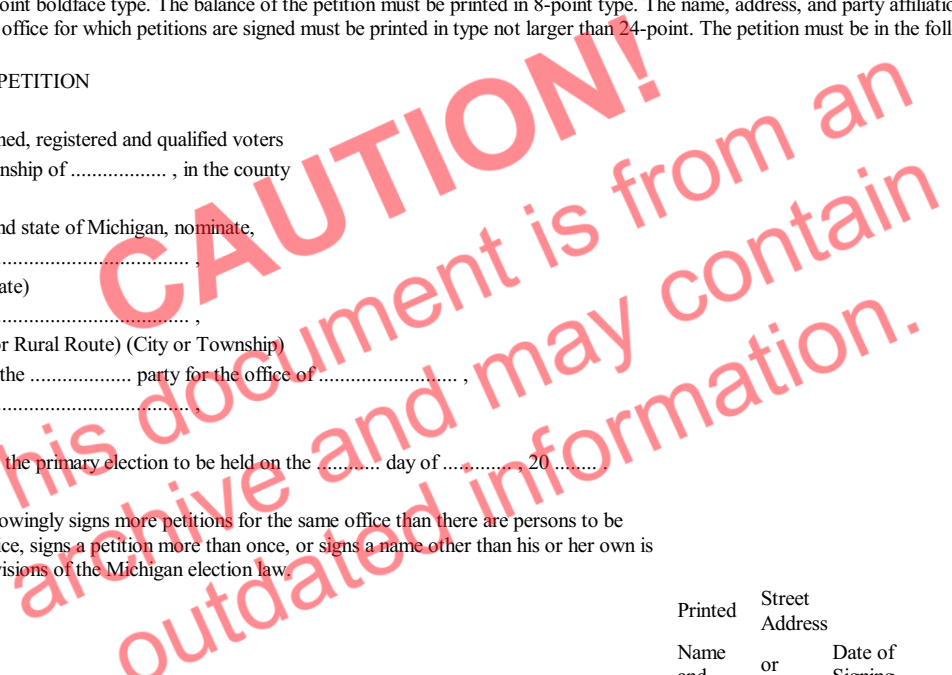 oint boldface type. The balance of the petition must be printed in 8-point type. The name, address, and party affiliatio
office for which petitions are signed must be printed in type not larger than 24-point. The petition must be in the foll
PETITION
ned, registered and qualified voters
nship of .................. , in the county
nd state of Michigan, nominate,
.................................... ,
ate)
.................................... ,
or Rural Route) (City or Township)
the ................... party for the office of .......................... ,
.................................... ,
the primary election to be held on the ............ day of ............. , 20 ........ .
owingly signs more petitions for the same office than there are persons to be
ice, signs a petition more than once, or signs a name other than his or her own is
visions of the Michigan election law.
Printed Street
Address
Name or Date of
and Signing
CAUTION!
his document is from an
archive and may contain
outdated information.